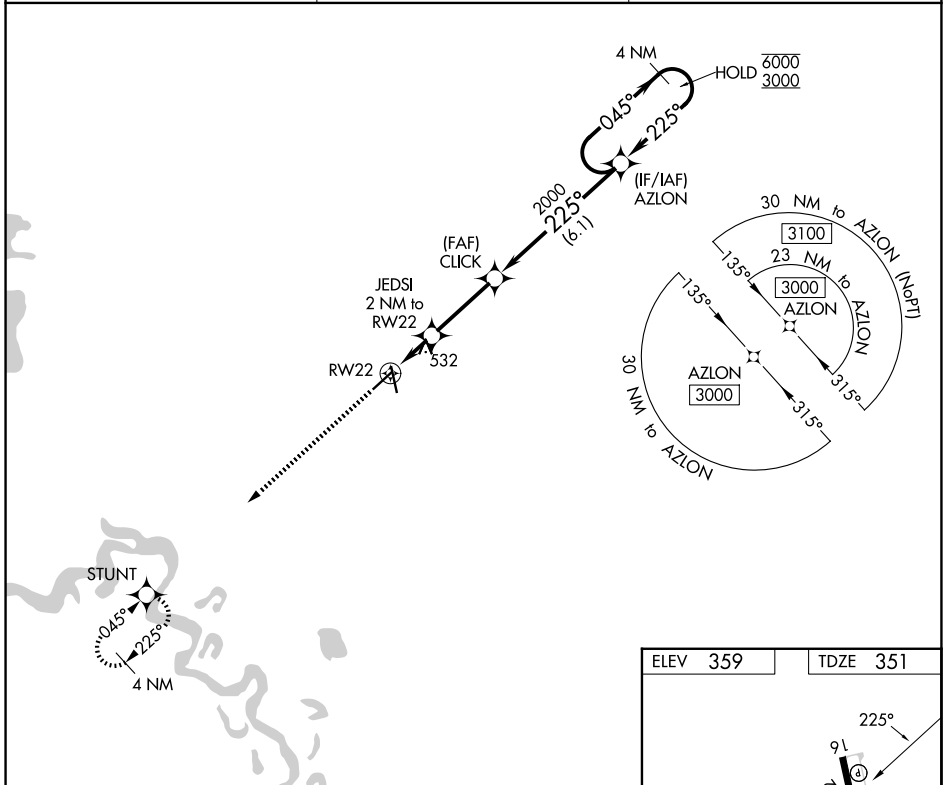 4 NM
HOLD 6000
3000
045°
225°
(IF/IAF)
AZLON
2000
225°
(6.1)
(FAF)
CLICK
JEDSI
2 NM to
RW22
532
RW22
30 NM to AZLON (NoPT)
3100
23 NM to AZLON
3000
AZLON
135°
315°
135°
AZLON
3000
315°
30 NM to AZLON
STUNT
045°
225°
4 NM
ELEV 359
TDZE 351
225°
16
P